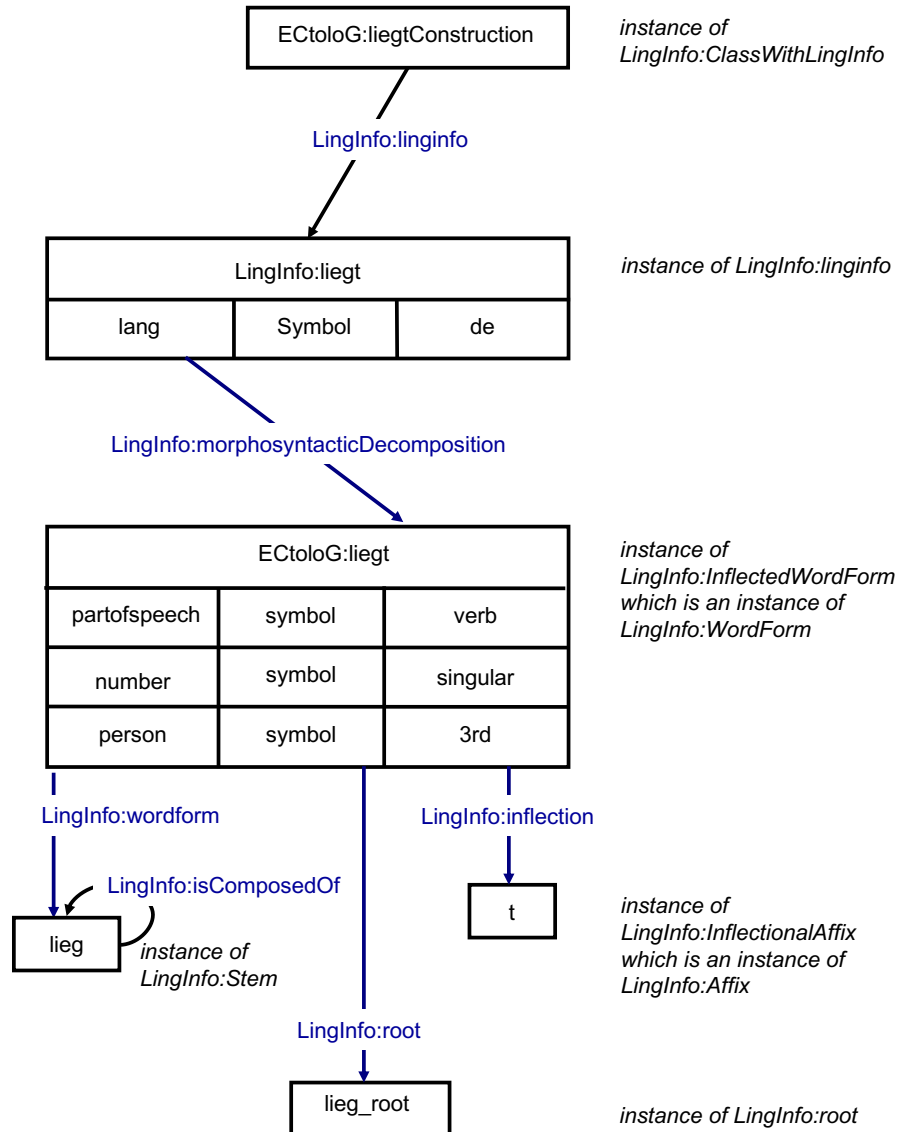 ECtoloG:liegtConstruction
instance of
LingInfo:ClassWithLingInfo
LingInfo:linginfo
LingInfo:liegt
instance of LingInfo:linginfo
lang Symbol de
LingInfo:morphosyntacticDecomposition
ECtoloG:liegt
instance of
LingInfo:InflectedWordForm
which is an instance of
LingInfo:WordForm
partofspeech symbol verb
number symbol singular
person symbol 3rd
LingInfo:wordform
LingInfo:inflection
LingInfo:isComposedOf
lieg
instance of
LingInfo:Stem
t
instance of
LingInfo:InflectionalAffix
which is an instance of
LingInfo:Affix
LingInfo:root
lieg_root
instance of LingInfo:root